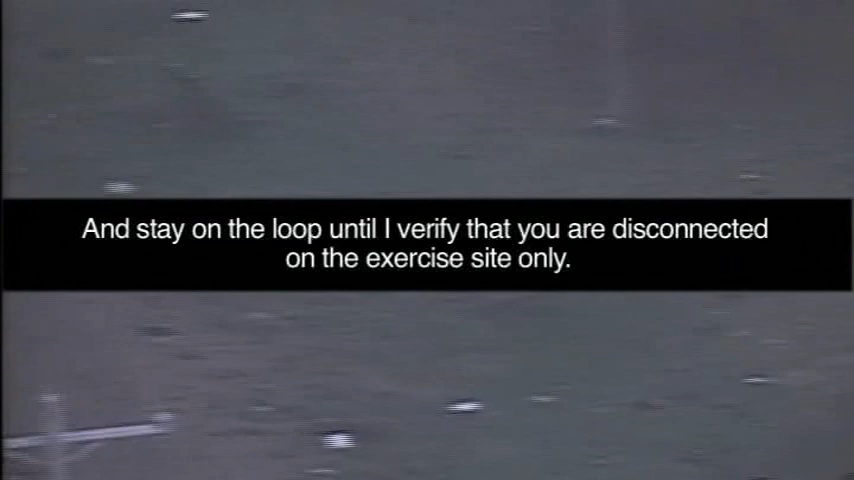 And stay on the loop until I verify that you are disconnected
on the exercise site only.